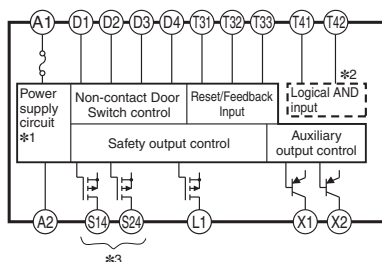 A1 D1 D2 D3 D4 T31 T32 T33 T41 T42
*2
Power supply circuit *1
Non-contact Door Switch control
Reset/Feedback Input
Logical AND input
Safety output control
Auxiliary output control
A2 S14 S24 L1 X1 X2
*3